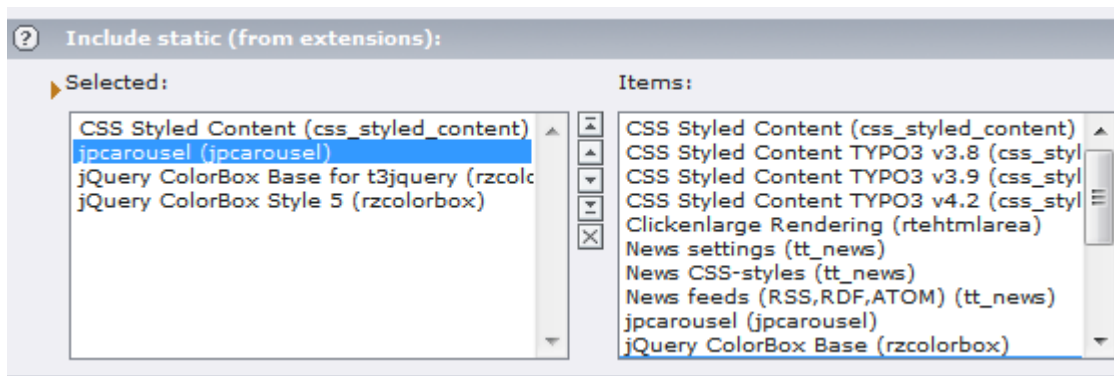 Include static (from extensions):
Selected:
Items:
CSS Styled Content (css_styled_content)
jpcarousel (jpcarousel)
jQuery ColorBox Base for t3jquery (rzcolo
jQuery ColorBox Style 5 (rzcolorbox)
CSS Styled Content (css_styled_content)
CSS Styled Content TYPO3 v3.8 (css_styl
CSS Styled Content TYPO3 v3.9 (css_styl
CSS Styled Content TYPO3 v4.2 (css_styl
Clickenlarge Rendering (rtehtmlarea)
News settings (tt_news)
News CSS-styles (tt_news)
News feeds (RSS,RDF,ATOM) (tt_news)
jpcarousel (jpcarousel)
jQuery ColorBox Base (rzcolorbox)